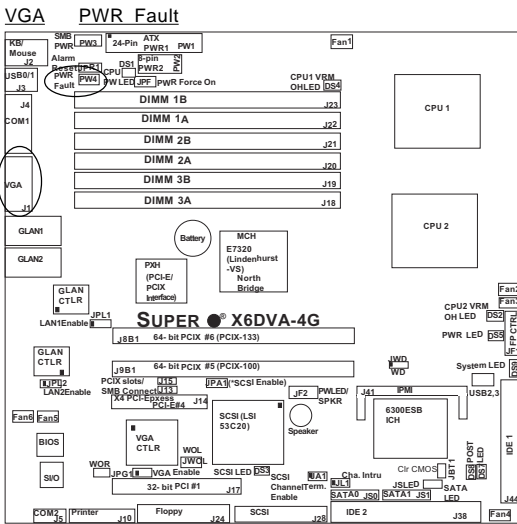 VGA PWR Fault
KB/
Mouse
J2
SMB
PWR
PW3
24-Pin
ATX
PWR1
PW1
Fan1
USB0/1
J3
Alarm
Reset
JPR1
PWR
Fault
PW4
DS1
CPU
PW LED
8-pin
PWR2
PW2
JPF
PWR Force On
CPU1 VRM
OH LED
DS4
J4
COM1
DIMM 1B
J23
DIMM 1A
J22
DIMM 2B
J21
DIMM 2A
J20
DIMM 3B
J19
DIMM 3A
J18
CPU 1
VGA
J1
CPU 2
GLAN1
GLAN2
Battery
MCH
E7320
(Lindenhurst
-VS)
North
Bridge
PXH
(PCI-E/
PCIX
Interface)
GLAN
CTLR
JPL1
LAN1Enable
SUPER ® X6DVA-4G
Fan2
Fan3
CPU2 VRM
OH LED
DS2
FP CTRL
PWR LED
DS5
J8B1
64- bit PCIX #6 (PCIX-133)
GLAN
CTLR
J9B1
64- bit PCIX #5 (PCIX-100)
JWD
WD
System LED
DS9
JPL2
LAN2Enable
PCIX slots/
SMB Connect
J15
J13
JPA1
(*SCSI Enable)
X4 PCI-Epxess
PCI-E#4
J14
JF2
PWLED/
SPKR
J41
IPMI
USB2,3
Fan6
Fan5
SCSI (LSI
53C20)
Speaker
6300ESB
ICH
IDE 1
BIOS
VGA
CTLR
WOL
JWOL
SI/O
WOR
JPG1
VGA Enable
SCSI LED
DS3
SCSI
Channel Term.
Enable
JA1
Cha. Intru
JL1
Clr CMOS
JBT1
POST
LED
DS8
DS7
JSLED
SATA
LED
32- bit PCI #1
J17
SATA0
JS0
SATA1
JS1
J44
COM2
J5
Printer
J10
Floppy
J24
SCSI
J28
IDE 2
J38
Fan4